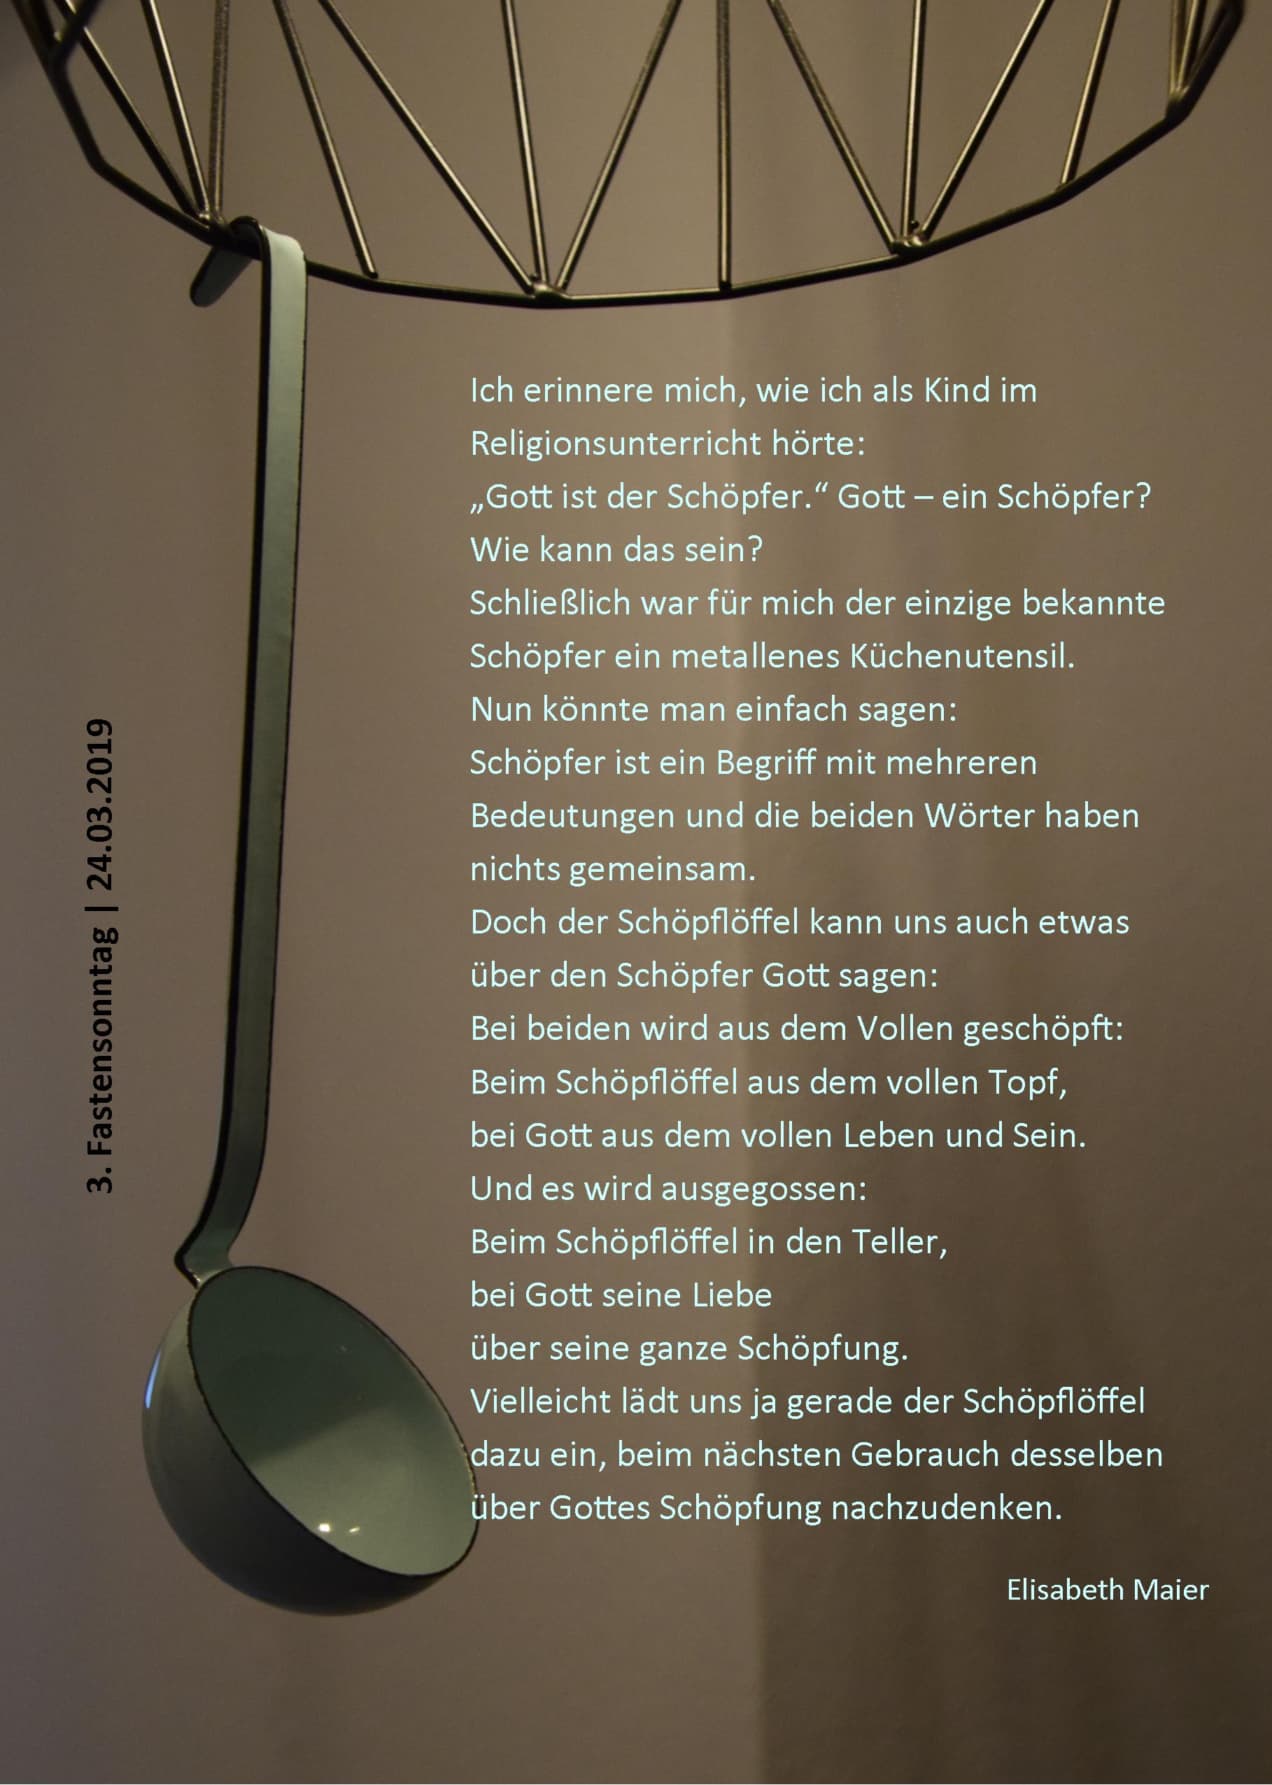 3. Fastensonntag | 24.03.2019
Ich erinnere mich, wie ich als Kind im
Religionsunterricht hörte:
„Gott ist der Schöpfer.“ Gott – ein Schöpfer?
Wie kann das sein?
Schließlich war für mich der einzige bekannte
Schöpfer ein metallenes Küchenutensil.
Nun könnte man einfach sagen:
Schöpfer ist ein Begriff mit mehreren
Bedeutungen und die beiden Wörter haben
nichts gemeinsam.
Doch der Schöpflöffel kann uns auch etwas
über den Schöpfer Gott sagen:
Bei beiden wird aus dem Vollen geschöpft:
Beim Schöpflöffel aus dem vollen Topf,
bei Gott aus dem vollen Leben und Sein.
Und es wird ausgegossen:
Beim Schöpflöffel in den Teller,
bei Gott seine Liebe
über seine ganze Schöpfung.
Vielleicht lädt uns ja gerade der Schöpflöffel
dazu ein, beim nächsten Gebrauch desselben
über Gottes Schöpfung nachzudenken.
Elisabeth Maier